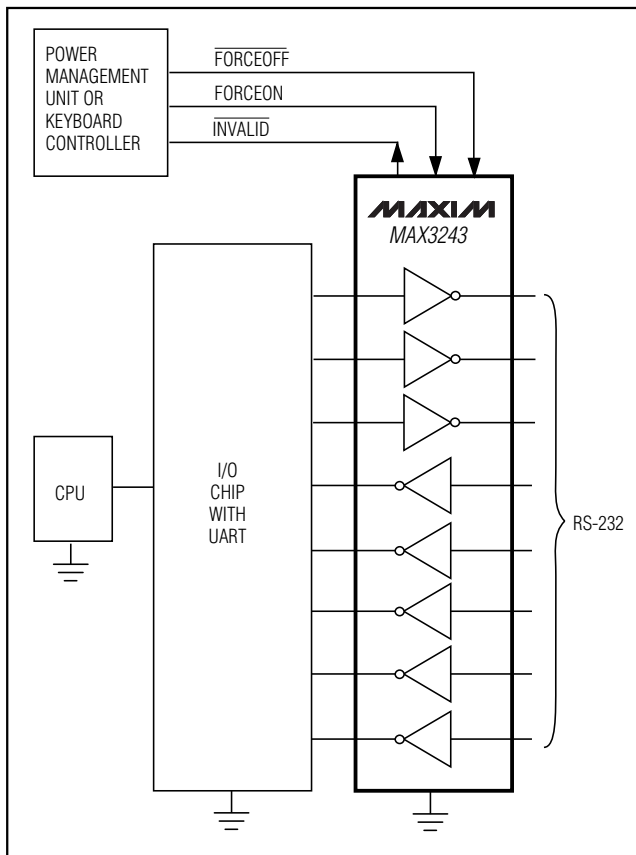 POWER
MANAGEMENT
UNIT OR
KEYBOARD
CONTROLLER
FORCEOFF
FORCEON
INVALID
MAXIM
MAX3243
CPU
I/O
CHIP
WITH
UART
RS-232